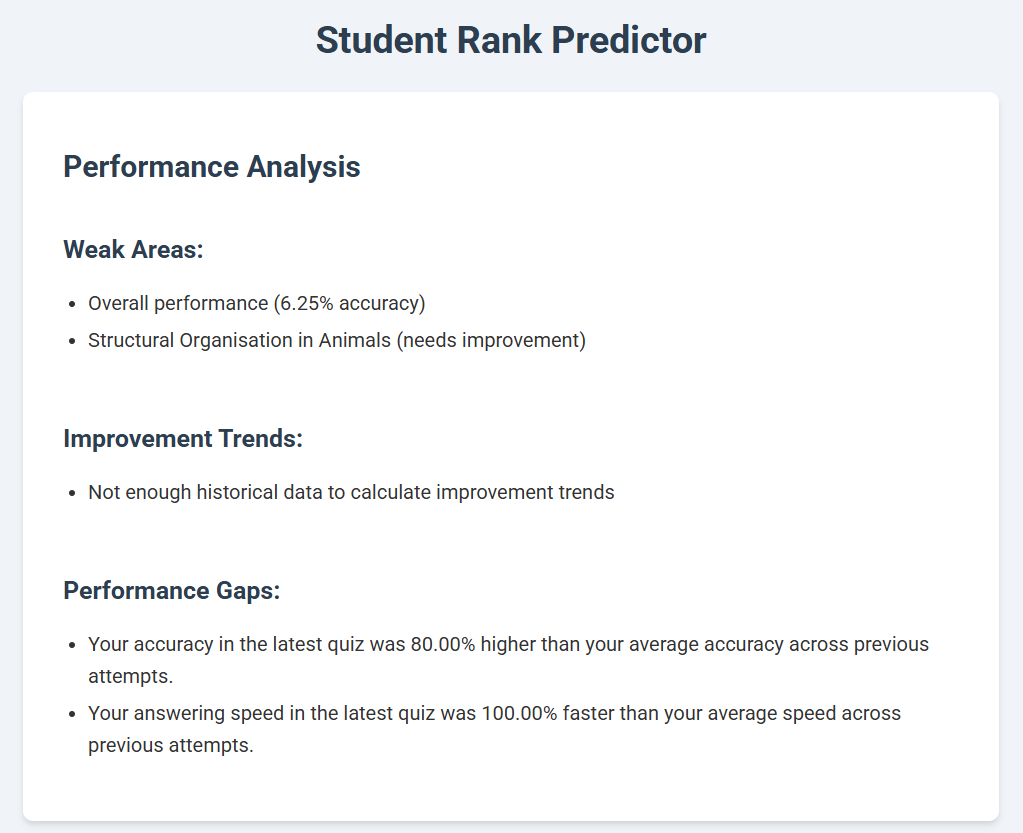 Student Rank Predictor
Performance Analysis
Weak Areas:
• Overall performance (6.25% accuracy)
• Structural Organisation in Animals (needs improvement)
Improvement Trends:
• Not enough historical data to calculate improvement trends
Performance Gaps:
• Your accuracy in the latest quiz was 80.00% higher than your average accuracy across previous
attempts.
• Your answering speed in the latest quiz was 100.00% faster than your average speed across
previous attempts.